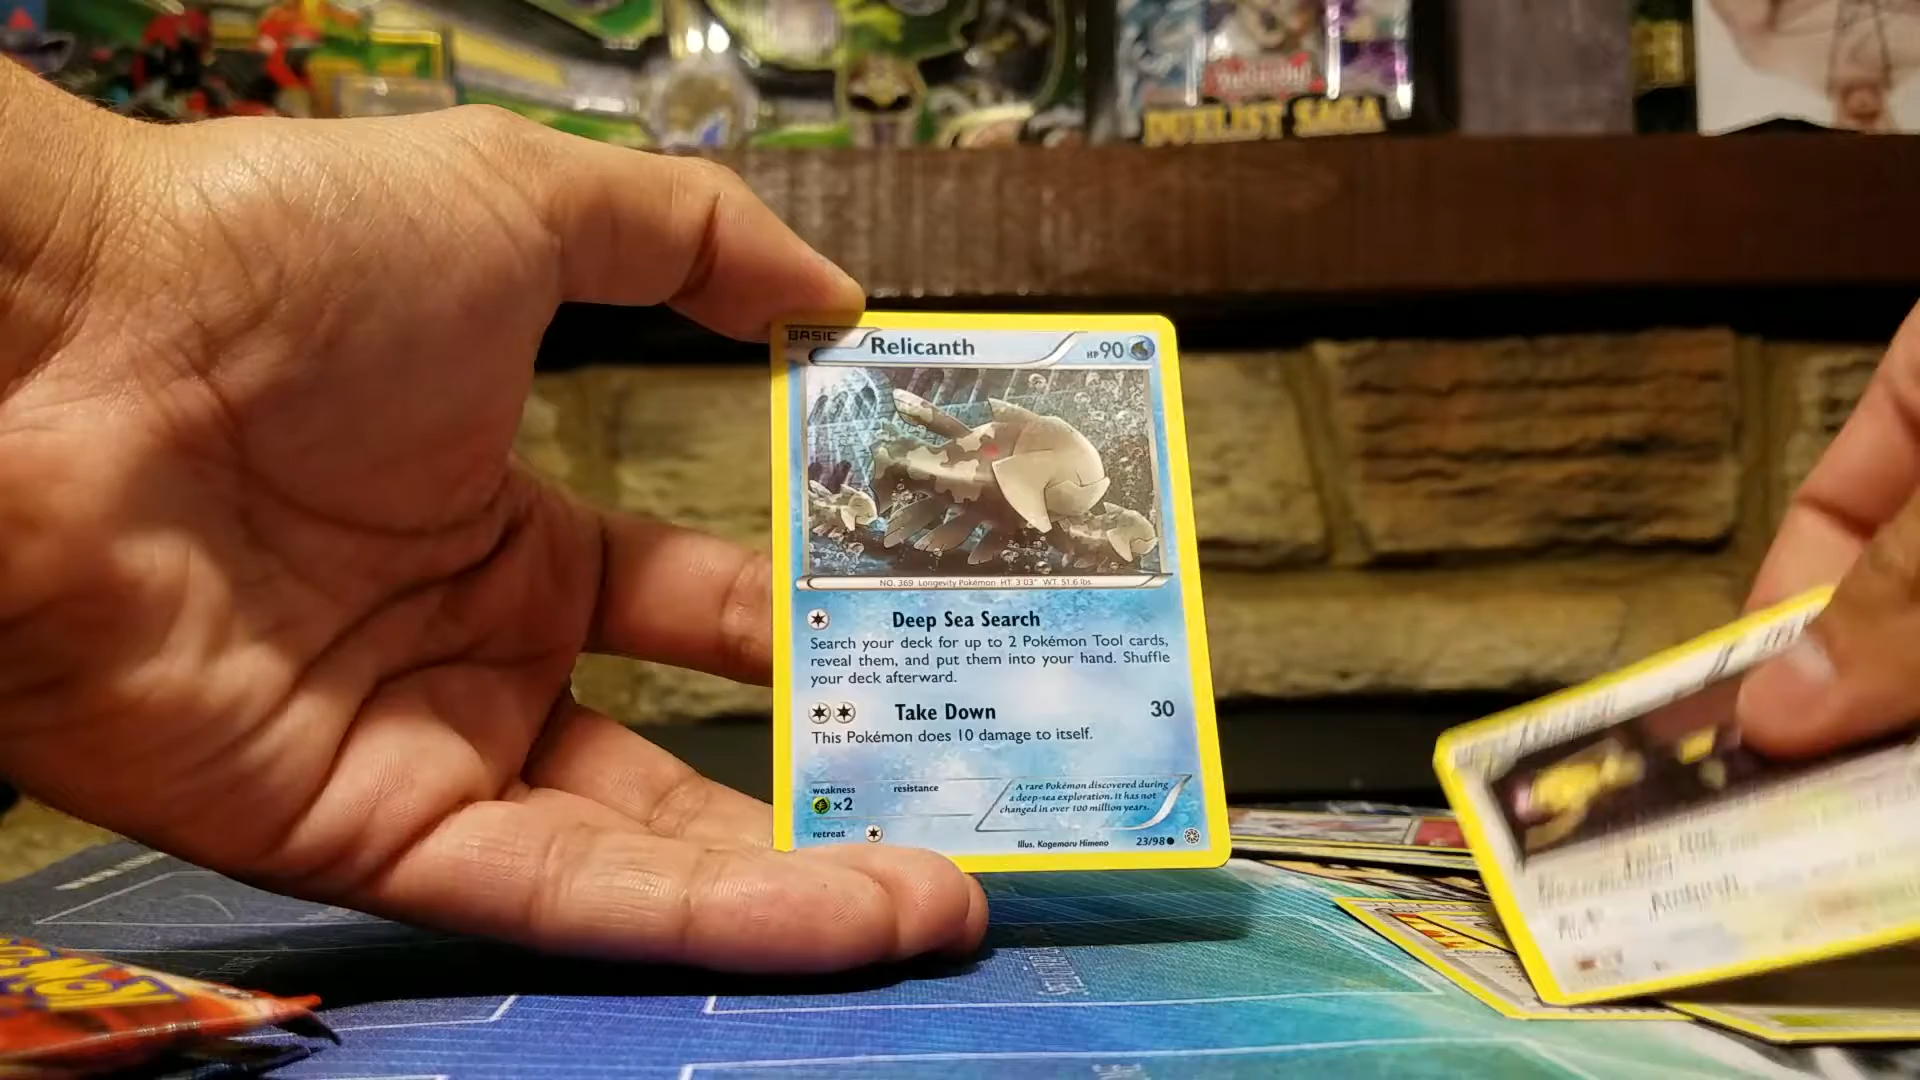 DUELIST SAGA
BASIC
Relicanth
HP 90
NO. 369 Longevity Pokémon HT: 3'03" WT: 51.6 lbs.
Deep Sea Search
Search your deck for up to 2 Pokémon Tool cards,
reveal them, and put them into your hand. Shuffle
your deck afterward.
Take Down 30
This Pokémon does 10 damage to itself.
weakness
×2
resistance
A rare Pokémon discovered during
a deep-sea exploration. It has not
changed in over 100 million years.
retreat
Illus. Kagemaru Himeno
23/98